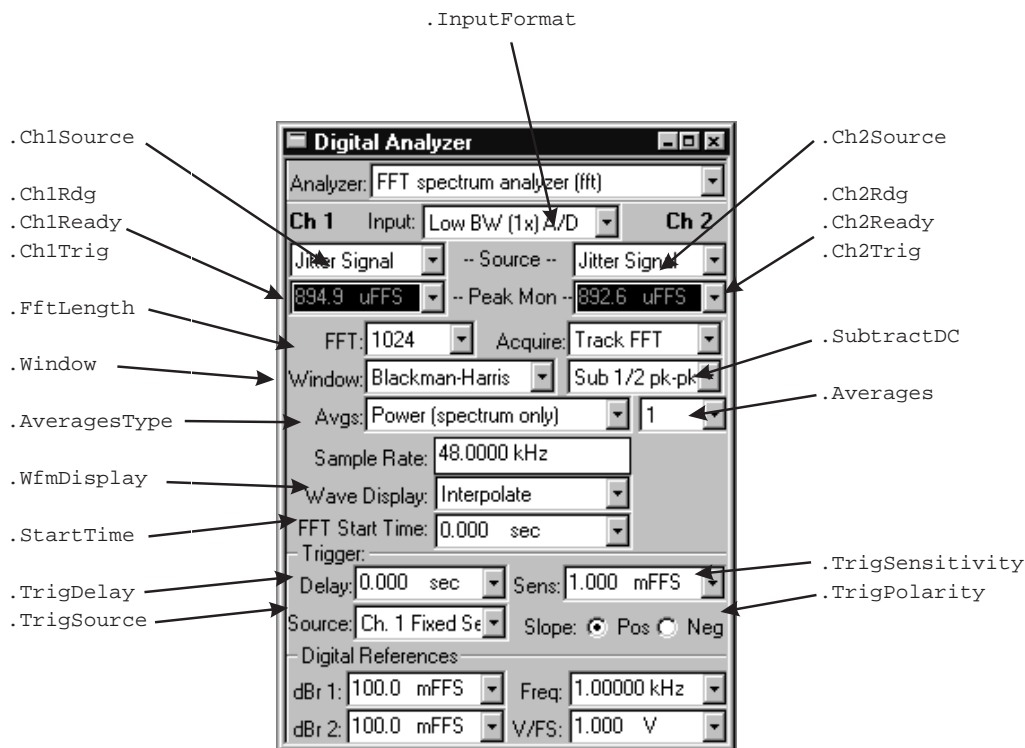 .InputFormat
.Ch1Source
.Ch2Source
Digital Analyzer
Analyzer: FFT spectrum analyzer (fft)
.Ch1Rdg
.Ch1Ready
.Ch1Trig
.Ch2Rdg
.Ch2Ready
.Ch2Trig
Ch 1 Input: Low BW (1x) A/D Ch 2
Jitter Signal -- Source -- Jitter Signal
894.9 uFFS -- Peak Mon -- 892.6 uFFS
.FftLength
FFT: 1024 Acquire: Track FFT
.SubtractDC
.Window
Window: Blackman-Harris Sub 1/2 pk-pk
.Averages
.AveragesType
Avgs: Power (spectrum only) 1
Sample Rate: 48.0000 kHz
.WfmDisplay
Wave Display: Interpolate
.StartTime
FFT Start Time: 0.000 sec
Trigger:
.TrigDelay
Delay: 0.000 sec Sens: 1.000 mFFS
.TrigSensitivity
.TrigPolarity
.TrigSource
Source: Ch. 1 Fixed Se Slope: Pos Neg
Digital References
dBr 1: 100.0 mFFS Freq: 1.00000 kHz
dBr 2: 100.0 mFFS V/FS: 1.000 V